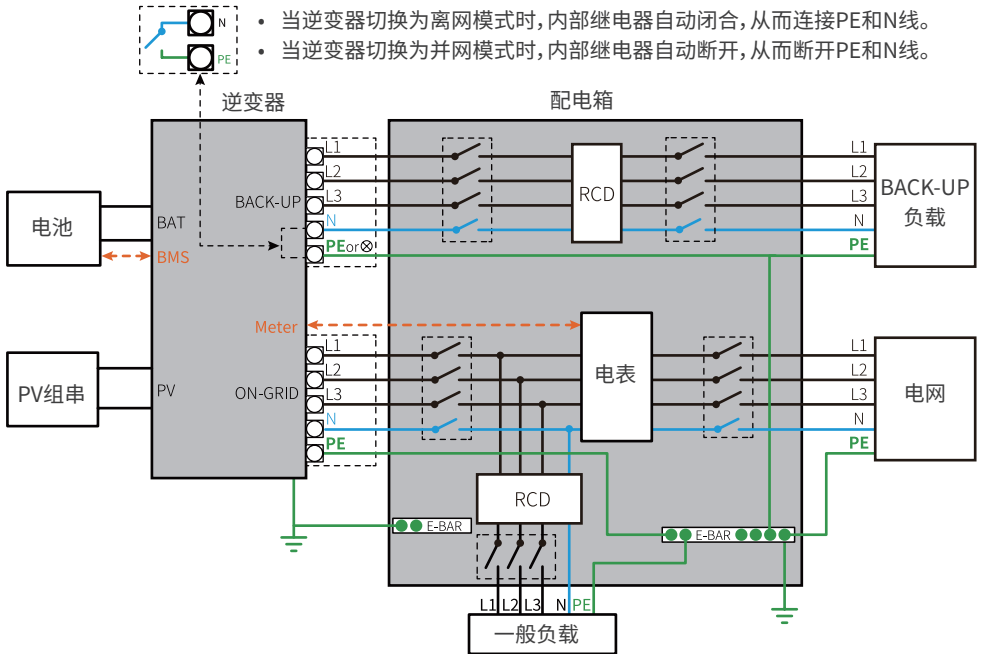 N
PE
• 当逆变器切换为离网模式时,内部继电器自动闭合,从而连接PE和N线。
• 当逆变器切换为并网模式时,内部继电器自动断开,从而断开PE和N线。
逆变器
配电箱
电池
BAT
BMS
PV组串
PV
BACK-UP
L1
L2
L3
N
PEor⊗
RCD
L1
L2
L3
N
PE
BACK-UP
负载
Meter
ON-GRID
L1
L2
L3
N
PE
电表
L1
L2
L3
N
PE
电网
RCD
E-BAR
E-BAR
L1 L2 L3 N PE
一般负载